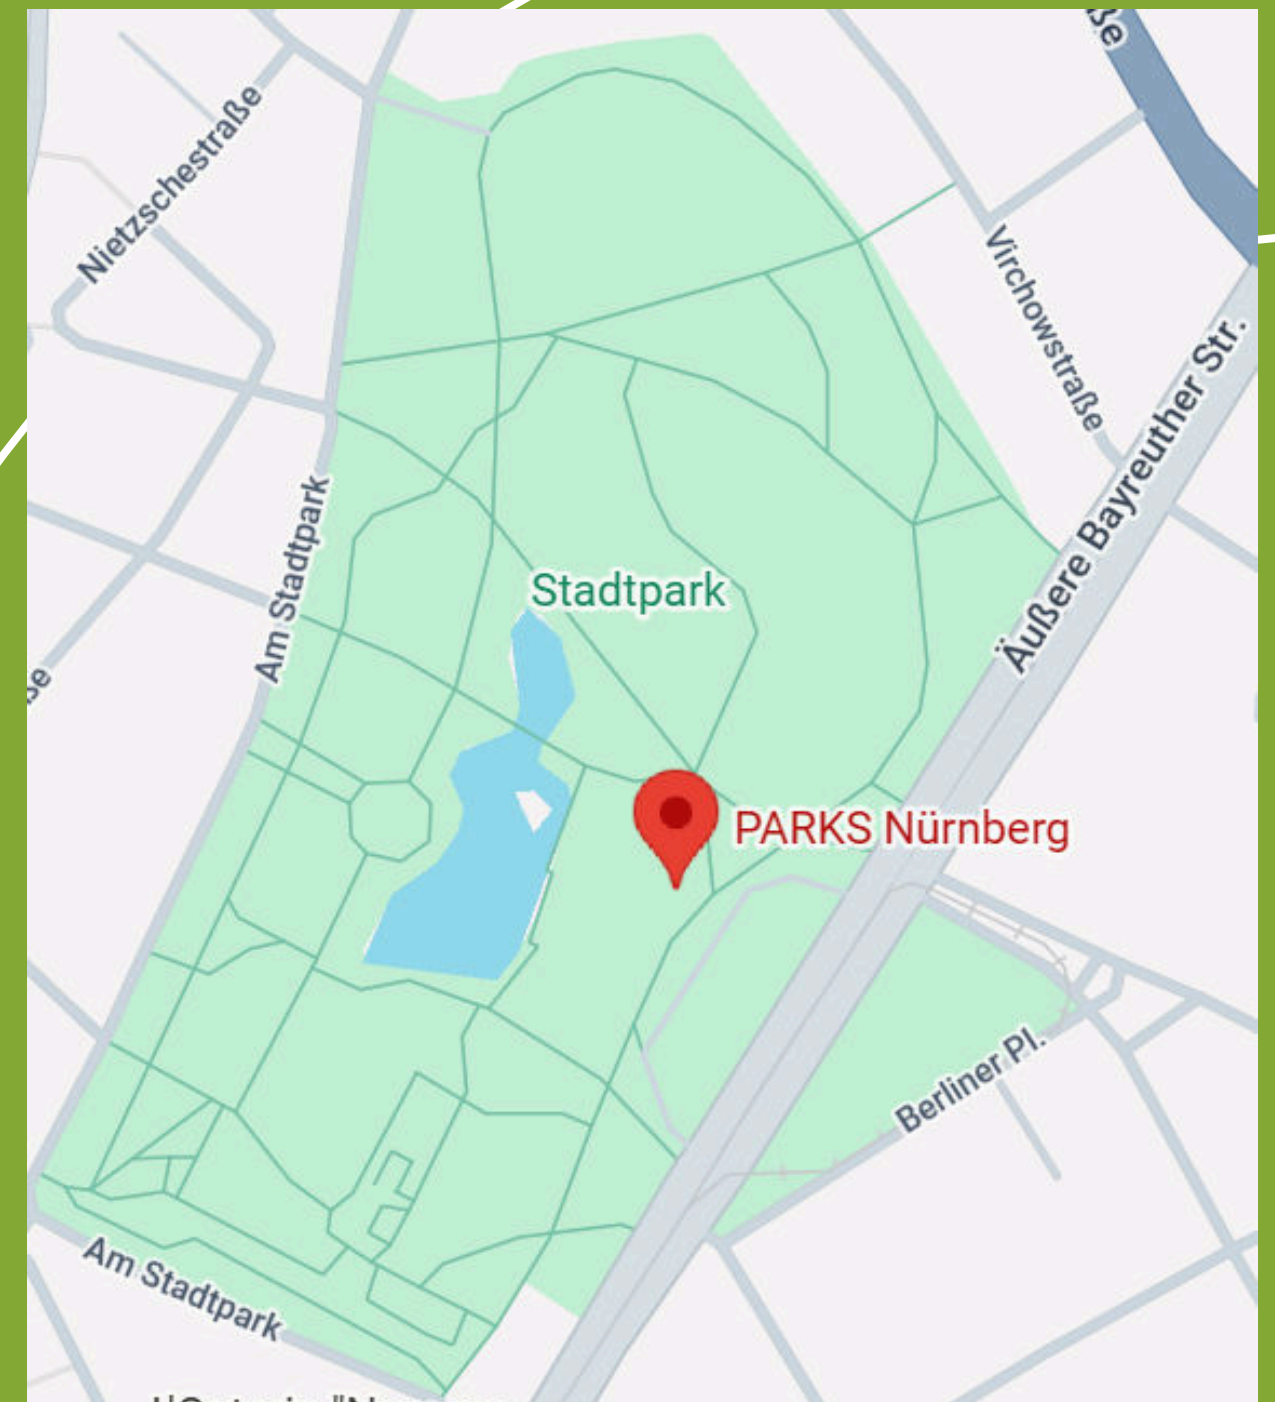 Nietzschestraße
Virchowstraße
Äußere Bayreuther Str.
Am Stadtpark
Stadtpark
PARKS Nürnberg
Berliner Pl.
Am Stadtpark